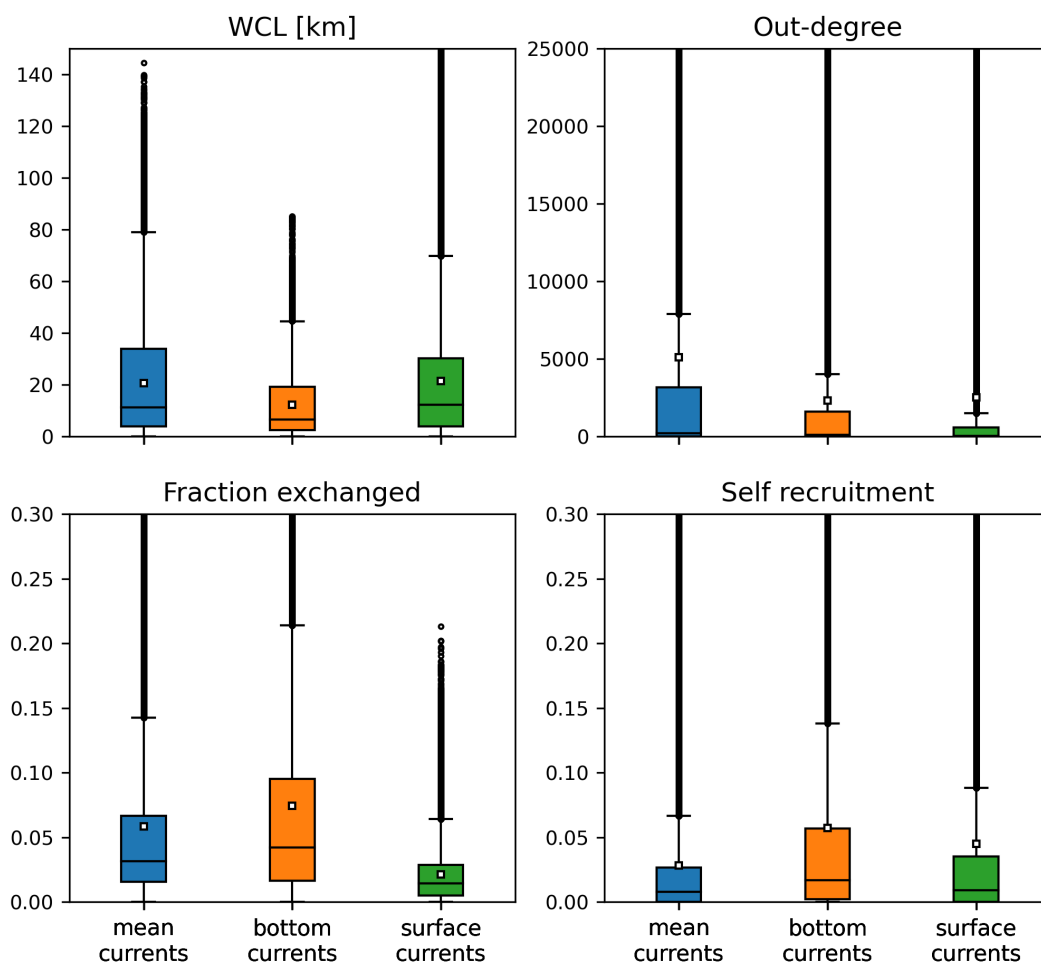 WCL [km]
Out-degree
140
120
100
80
60
40
20
0
25000
20000
15000
10000
5000
0
Fraction exchanged
Self recruitment
0.30
0.25
0.20
0.15
0.10
0.05
0.00
0.30
0.25
0.20
0.15
0.10
0.05
0.00
mean
currents
bottom
currents
surface
currents
mean
currents
bottom
currents
surface
currents